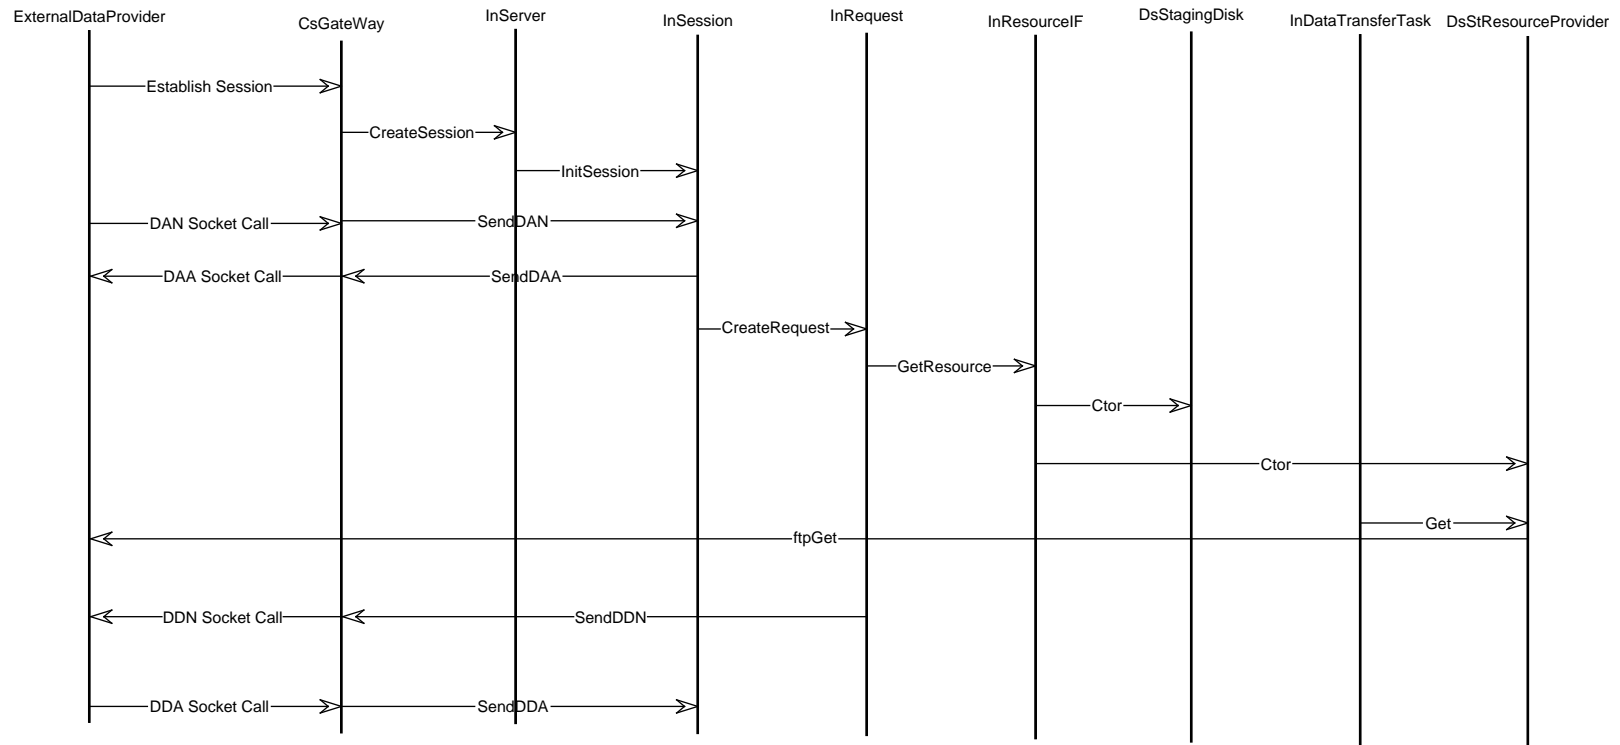 ExternalDataProvider
CsGateWay
InServer
InSession
InRequest
InResourceIF
DsStagingDisk
InDataTransferTask
DsStResourceProvider
Establish Session
CreateSession
InitSession
DAN Socket Call
SendDAN
DAA Socket Call
SendDAA
CreateRequest
GetResource
Ctor
Ctor
Get
ftpGet
DDN Socket Call
SendDDN
DDA Socket Call
SendDDA